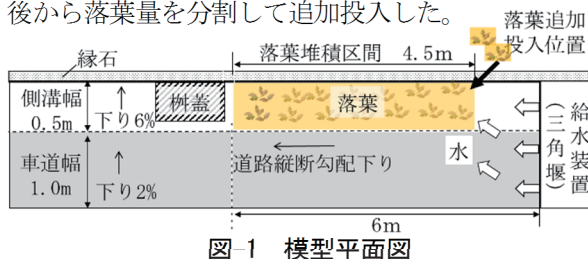 後から落葉量を分割して追加投入した。
落葉追加
投入位置
縁石
落葉堆積区間 4.5m
側溝幅
0.5m
下り6%
桝蓋
落葉
給水装置
(三角堰)
車道幅
1.0m
下り2%
道路縦断勾配下り
水
6m
図-1 模型平面図